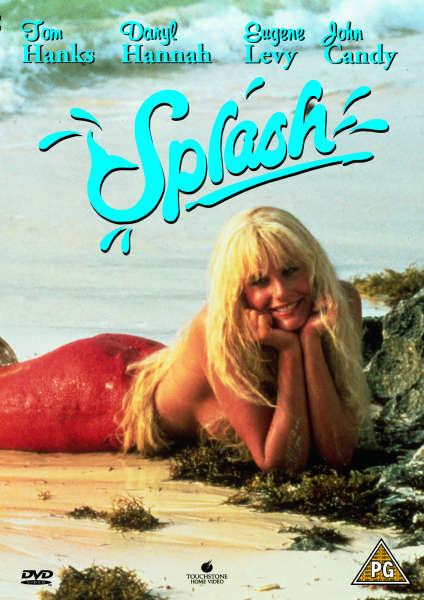 Tom Hanks
Daryl Hannah
Eugene Levy
John Candy
Splash
DVD
TOUCHSTONE
HOME VIDEO
PG